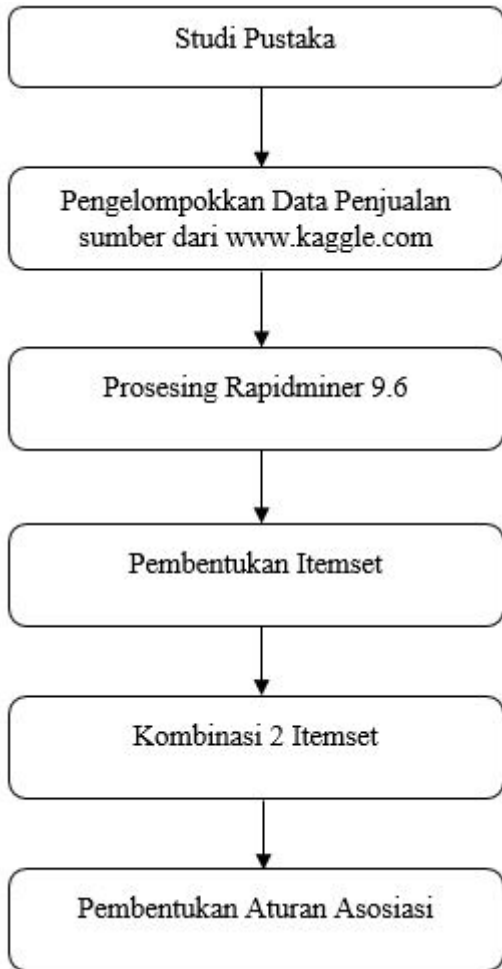 Studi Pustaka
Pengelompokkan Data Penjualan
sumber dari www.kaggle.com
Prosesing Rapidminer 9.6
Pembentukan Itemset
Kombinasi 2 Itemset
Pembentukan Aturan Asosiasi